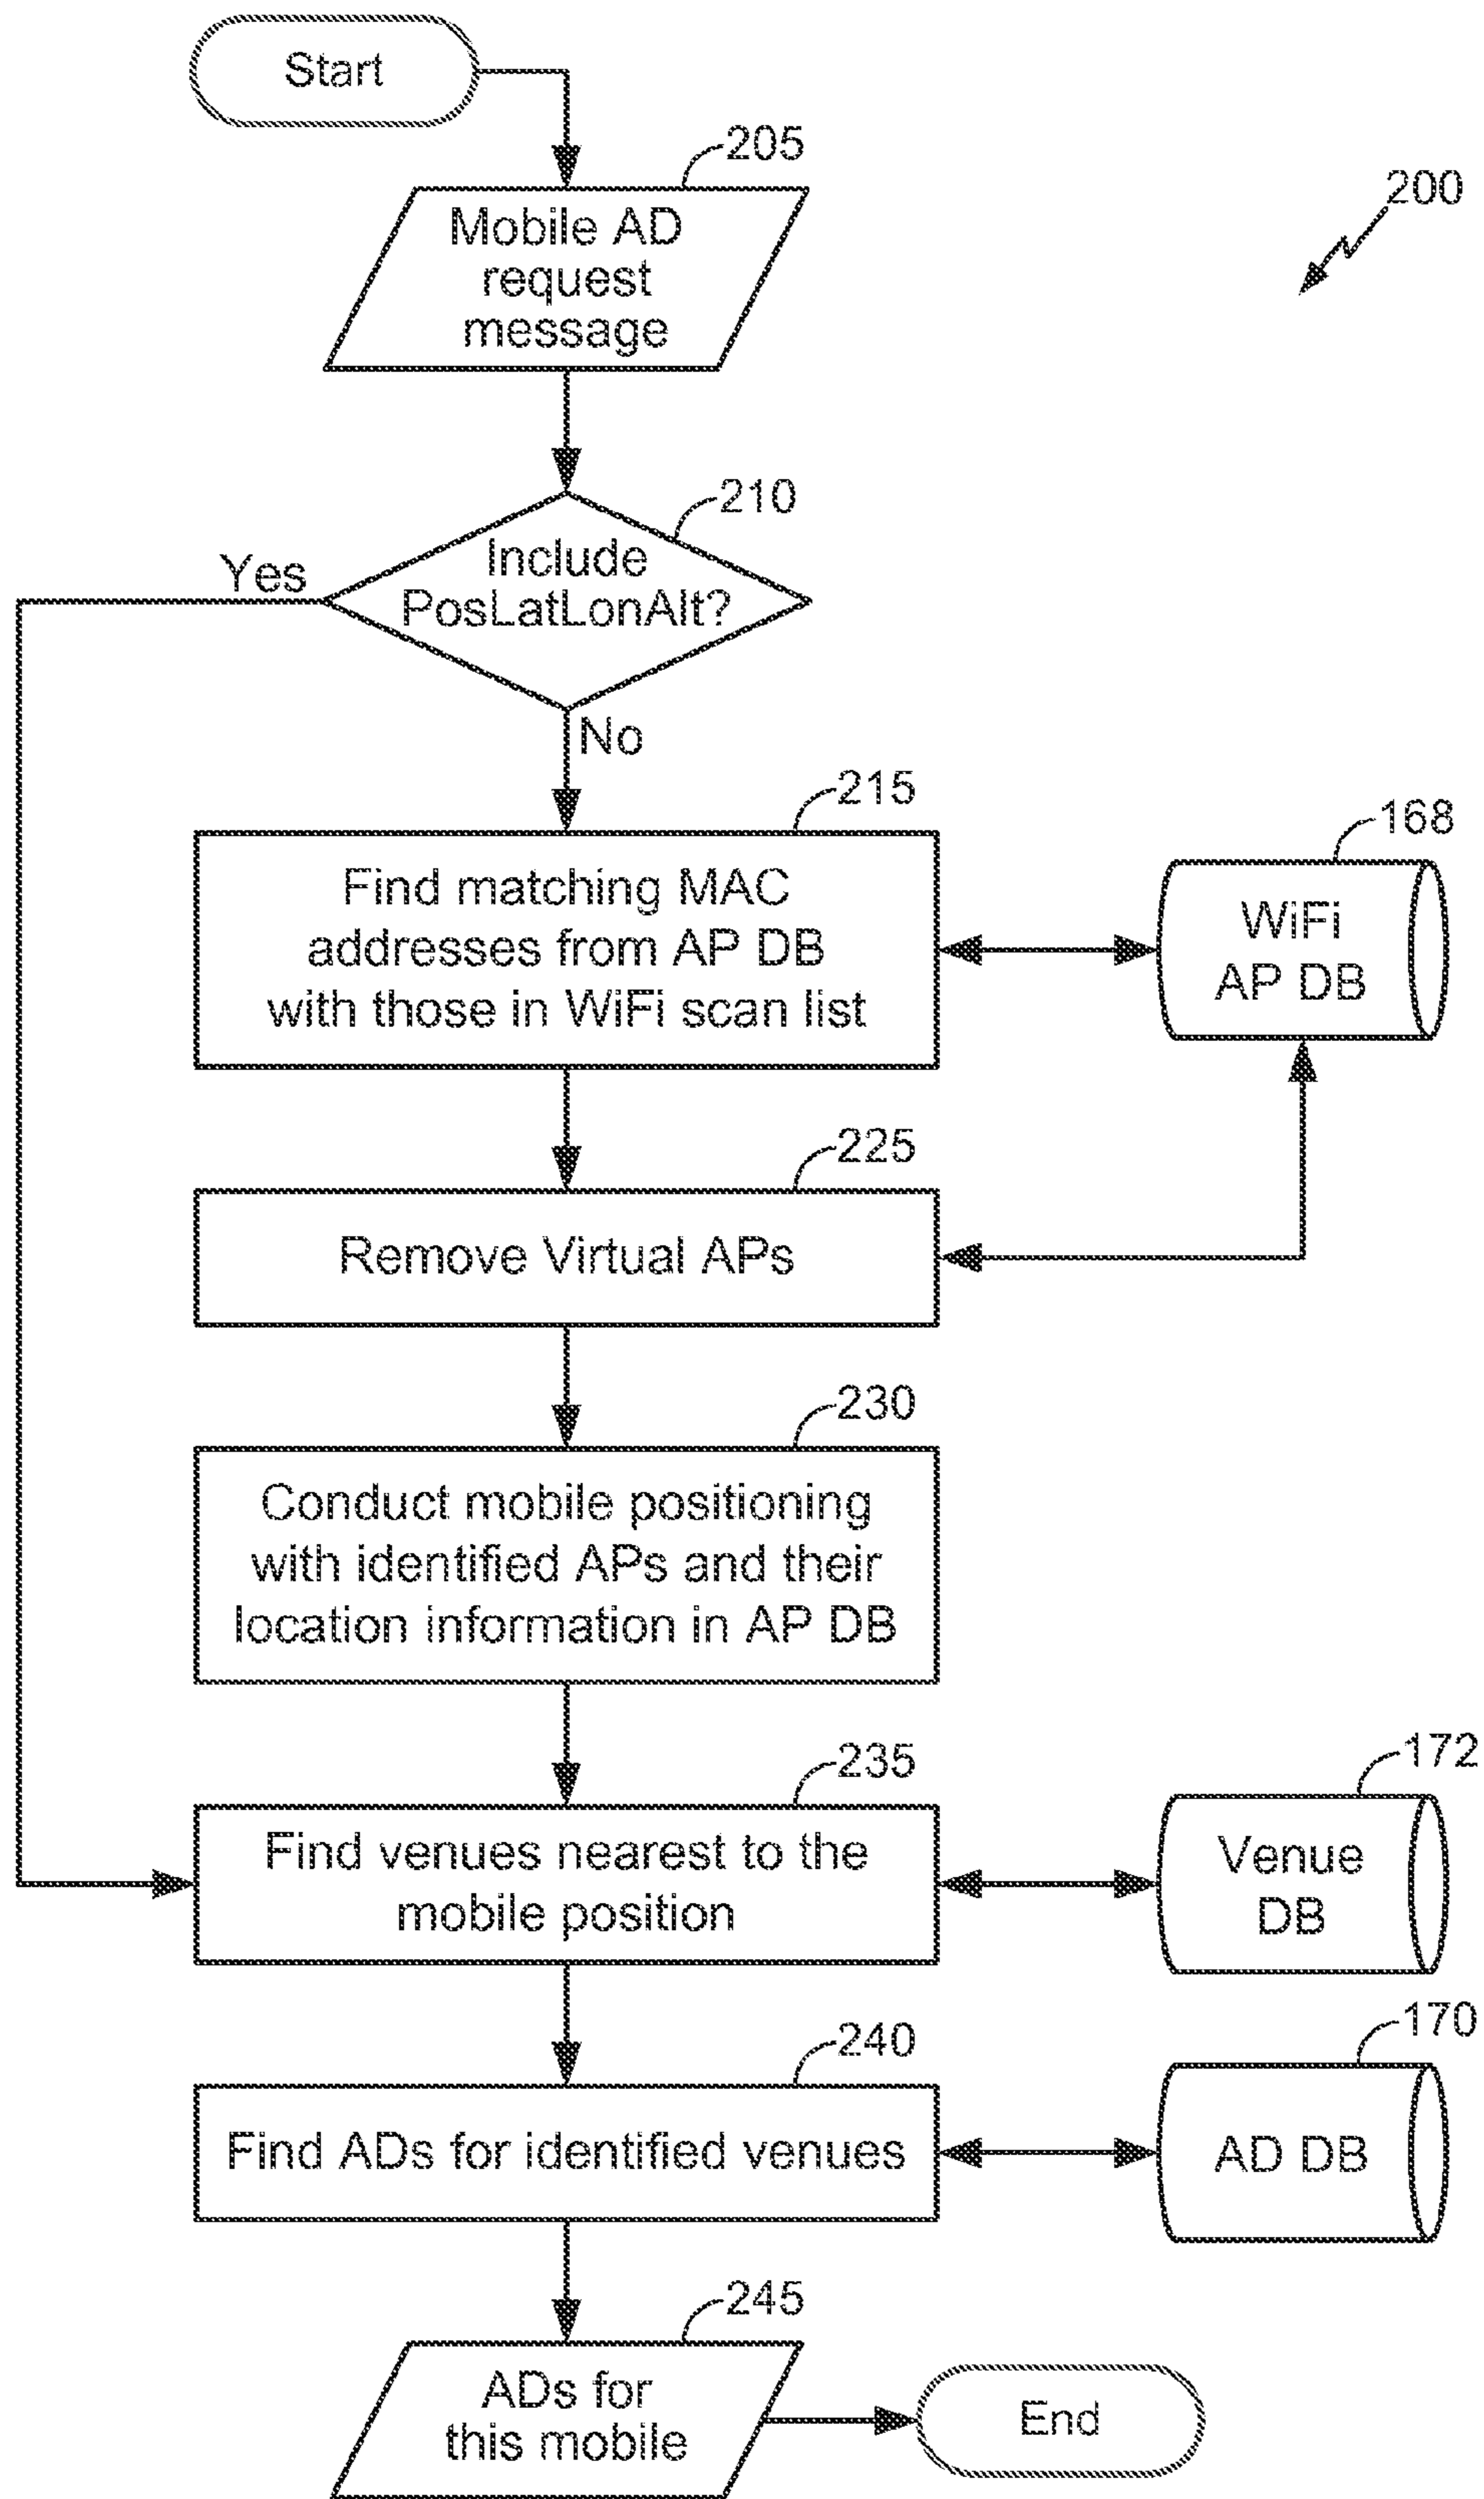 Start
205
200
Mobile AD
request
message
210
Include
PosLatLonAlt?
Yes
No
215
168
Find matching MAC
addresses from AP DB
with those in WiFi scan list
WiFi
AP DB
225
Remove Virtual APs
230
Conduct mobile positioning
with identified APs and their
location information in AP DB
235
172
Find venues nearest to the
mobile position
Venue
DB
240
170
Find ADs for identified venues
AD DB
245
ADs for
this mobile
End